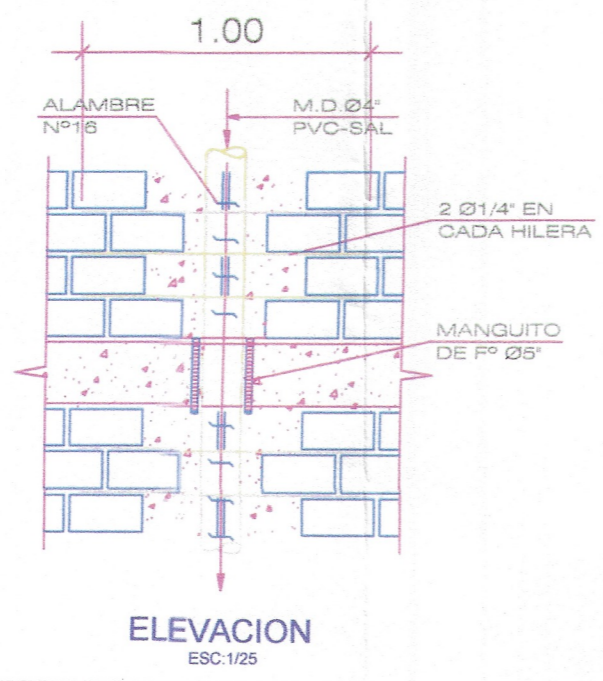 1.00
ALAMBRE
Nº16
M.D.Ø4"
PVC-SAL
2 Ø1/4" EN
CADA HILERA
MANGUITO
DE Fº Ø5"
ELEVACION
ESC:1/25